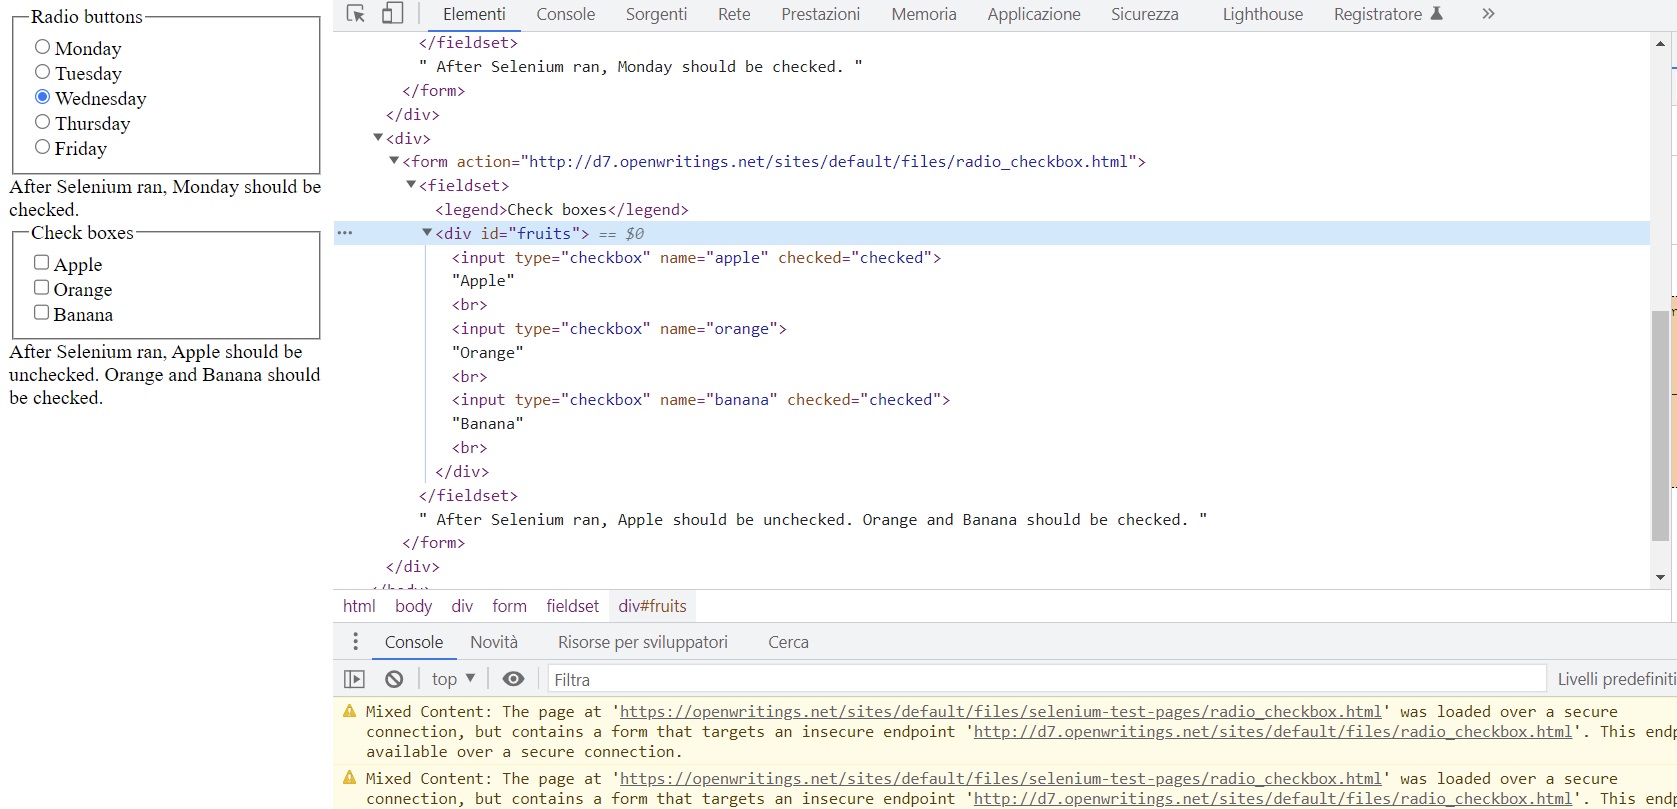 Radio buttons
Monday
Tuesday
Wednesday
Thursday
Friday
After Selenium ran, Monday should be
checked.
Check boxes
Apple
Orange
Banana
After Selenium ran, Apple should be
unchecked. Orange and Banana should
be checked.
Elementi Console Sorgenti Rete Prestazioni Memoria Applicazione Sicurezza Lighthouse Registratore
</fieldset>
" After Selenium ran, Monday should be checked. "
</form>
</div>
<div>
<form action="http://d7.openwritings.net/sites/default/files/radio_checkbox.html">
<fieldset>
<legend>Check boxes</legend>
<div id="fruits"> == $0
<input type="checkbox" name="apple" checked="checked">
"Apple"
<br>
<input type="checkbox" name="orange">
"Orange"
<br>
<input type="checkbox" name="banana" checked="checked">
"Banana"
<br>
</div>
</fieldset>
" After Selenium ran, Apple should be unchecked. Orange and Banana should be checked. "
</form>
</div>
html body div form fieldset div#fruits
Console Novità Risorse per sviluppatori Cerca
top Filtra Livelli predefiniti
Mixed Content: The page at 'https://openwritings.net/sites/default/files/selenium-test-pages/radio_checkbox.html' was loaded over a secure
connection, but contains a form that targets an insecure endpoint 'http://d7.openwritings.net/sites/default/files/radio_checkbox.html'. This
available over a secure connection.
Mixed Content: The page at 'https://openwritings.net/sites/default/files/selenium-test-pages/radio_checkbox.html' was loaded over a secure
connection, but contains a form that targets an insecure endpoint 'http://d7.openwritings.net/sites/default/files/radio_checkbox.html'. This